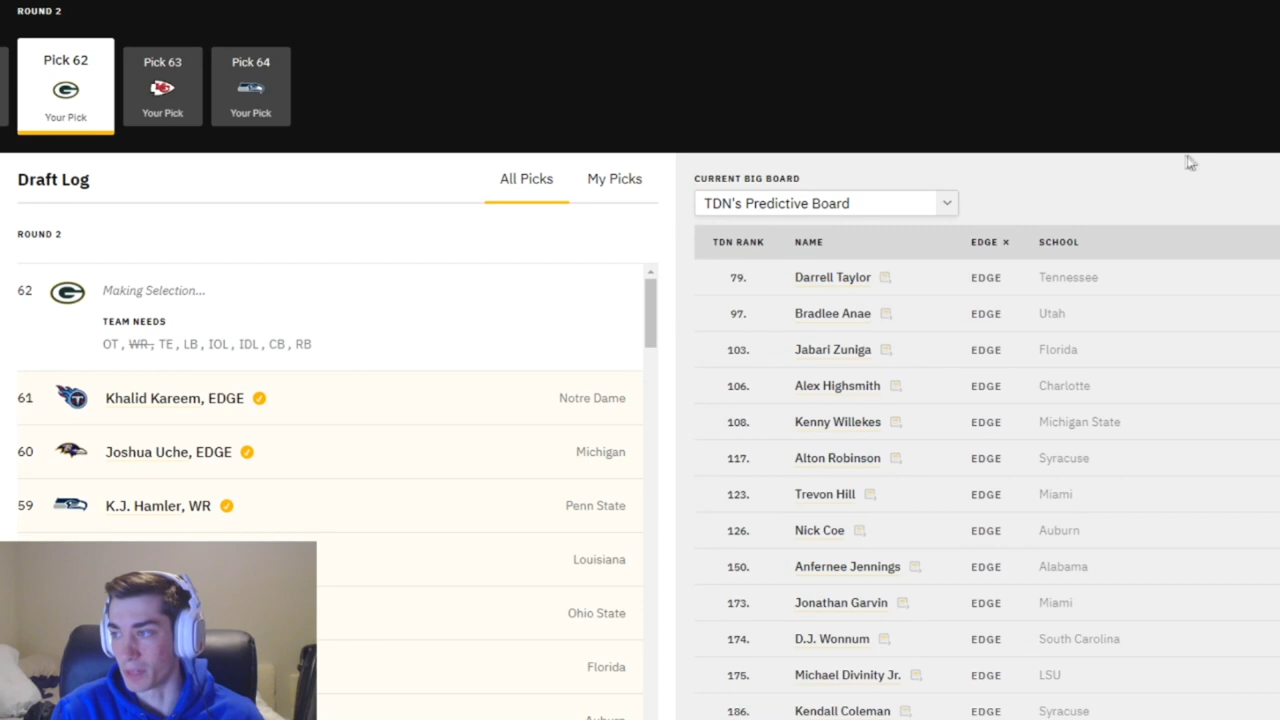 ROUND 2
Pick 62
Your Pick
Pick 63
Your Pick
Pick 64
Your Pick
Draft Log
All Picks
My Picks
ROUND 2
62 Making Selection...
TEAM NEEDS
OT , WR , TE , LB , IOL , IDL , CB , RB
61 Khalid Kareem, EDGE Notre Dame
60 Joshua Uche, EDGE Michigan
59 K.J. Hamler, WR Penn State
Louisiana
Ohio State
Florida
Auburn
CURRENT BIG BOARD
TDN's Predictive Board
TDN RANK NAME EDGE × SCHOOL
79. Darrell Taylor EDGE Tennessee
97. Bradlee Anae EDGE Utah
103. Jabari Zuniga EDGE Florida
106. Alex Highsmith EDGE Charlotte
108. Kenny Willekes EDGE Michigan State
117. Alton Robinson EDGE Syracuse
123. Trevon Hill EDGE Miami
126. Nick Coe EDGE Auburn
150. Anfernee Jennings EDGE Alabama
173. Jonathan Garvin EDGE Miami
174. D.J. Wonnum EDGE South Carolina
175. Michael Divinity Jr. EDGE LSU
186. Kendall Coleman EDGE Syracuse